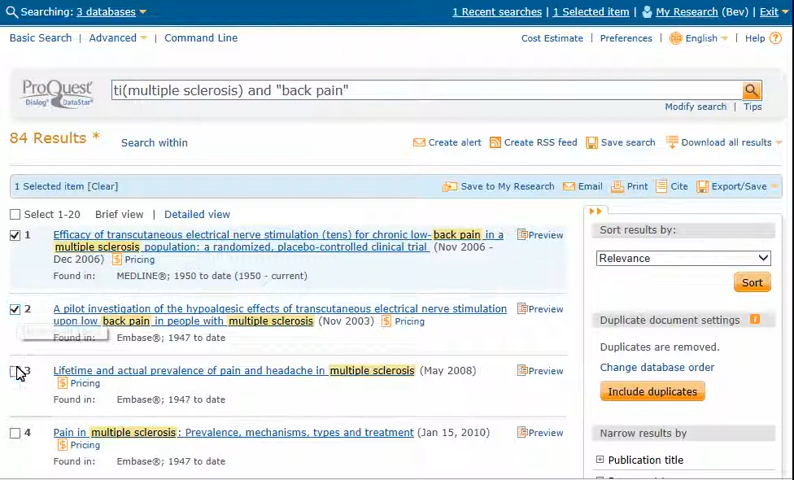 Searching: 3 databases
1 Recent searches | 1 Selected item | My Research (Bev) | Exit
Basic Search | Advanced | Command Line
Cost Estimate | Preferences | English | Help
ProQuest
Dialog DataStar
ti(multiple sclerosis) and "back pain"
Modify search | Tips
84 Results *
Search within
Create alert
Create RSS feed
Save search
Download all results
1 Selected item [Clear]
Save to My Research
Email
Print
Cite
Export/Save
Select 1-20 Brief view | Detailed view
1 Efficacy of transcutaneous electrical nerve stimulation (tens) for chronic low-back pain in a
multiple sclerosis population: a randomized, placebo-controlled clinical trial (Nov 2006 -
Dec 2006) $ Pricing
Preview
Found in: MEDLINE®; 1950 to date (1950 - current)
2 A pilot investigation of the hypoalgesic effects of transcutaneous electrical nerve stimulation
upon low back pain in people with multiple sclerosis (Nov 2003) $ Pricing
Preview
Found in: Embase®; 1947 to date
3 Lifetime and actual prevalence of pain and headache in multiple sclerosis (May 2008)
$ Pricing
Preview
Found in: Embase®; 1947 to date
4 Pain in multiple sclerosis: Prevalence, mechanisms, types and treatment (Jan 15, 2010)
$ Pricing
Preview
Found in: Embase®; 1947 to date
Sort results by:
Relevance
Sort
Duplicate document settings i
Duplicates are removed.
Change database order
Include duplicates
Narrow results by
Publication title